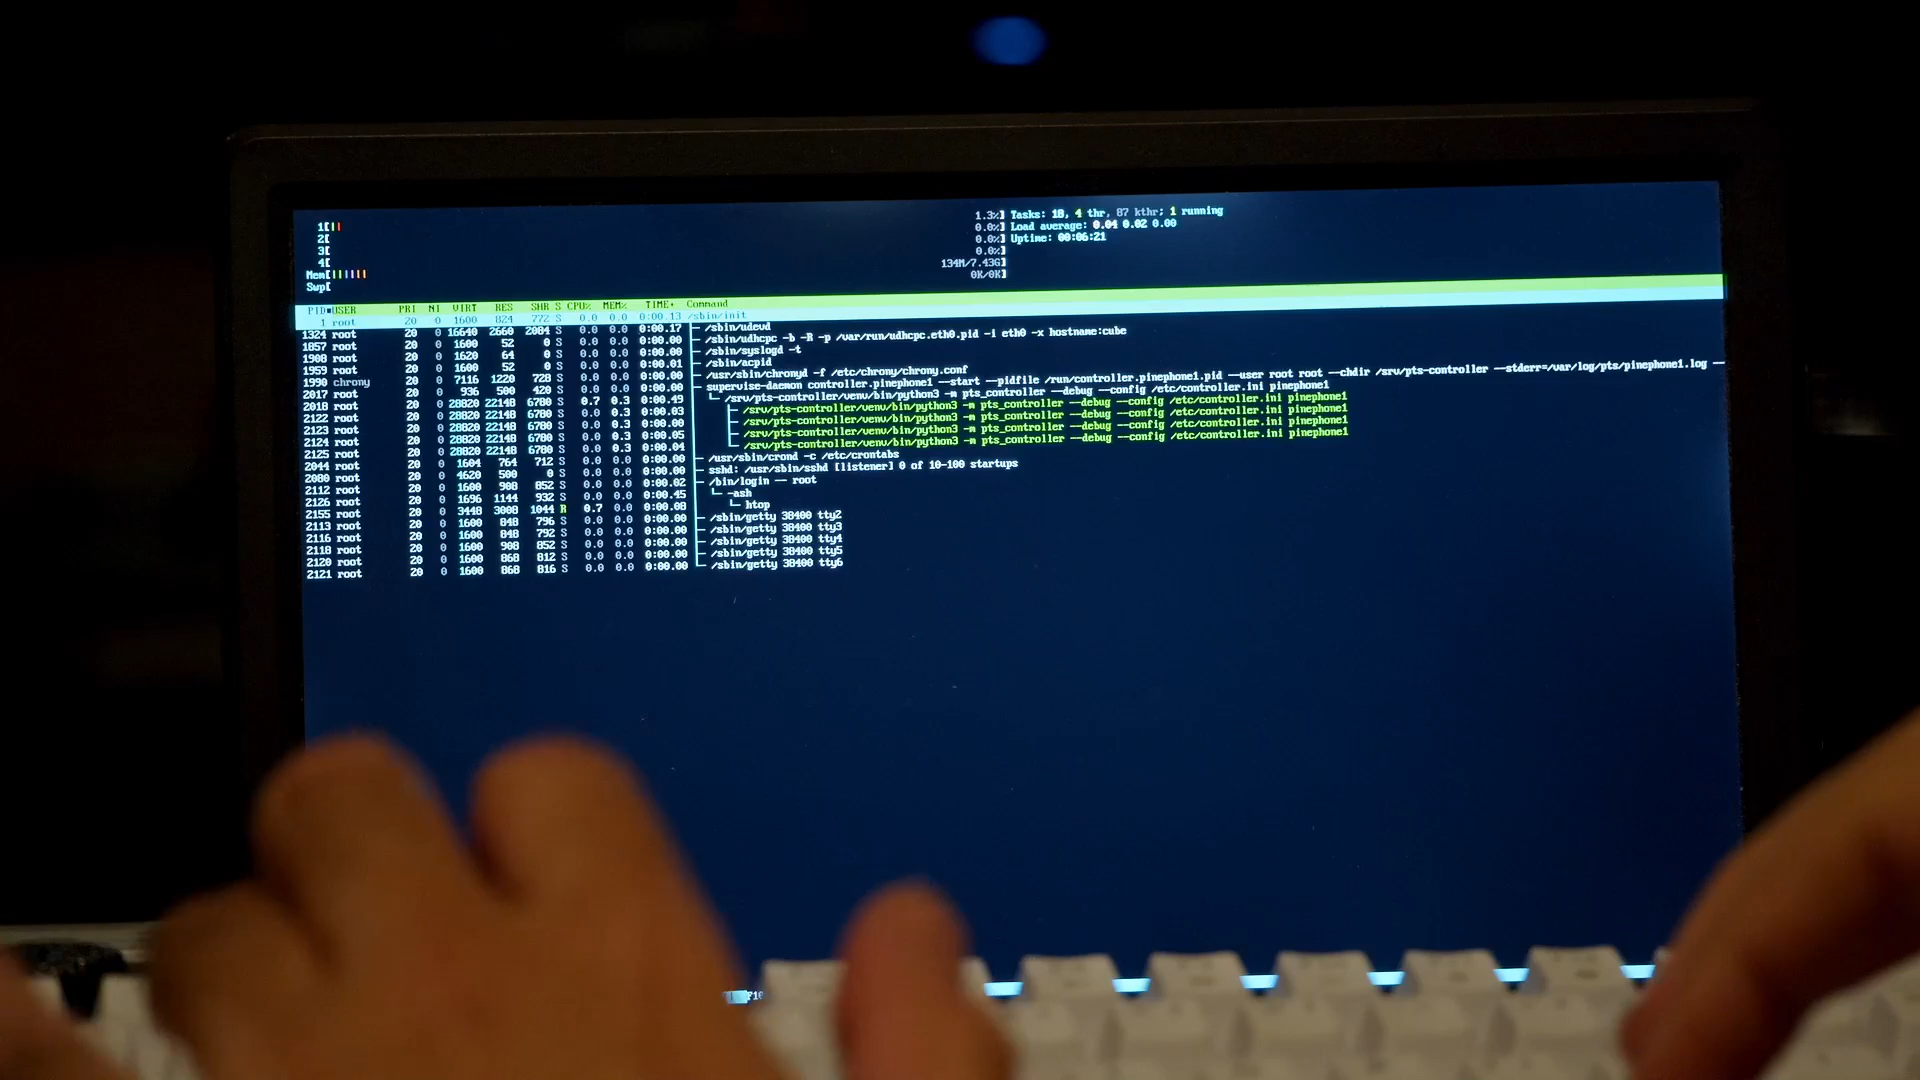 1[|| 1.3%] Tasks: 18, 4 thr, 87 kthr; 1 running
2[ 0.0%] Load average: 0.04 0.02 0.00
3[ 0.0%] Uptime: 00:06:21
4[ 0.0%]
Mem[|||||| 134M/7.43G]
Swp[ 0K/0K]
PID USER PRI NI VIRT RES SHR S CPU% MEM% TIME+ Command
1 root 20 0 1600 824 772 S 0.0 0.0 0:00.13 /sbin/init
1324 root 20 0 16640 2660 2084 S 0.0 0.0 0:00.17 ├─ /sbin/udevd
1857 root 20 0 1600 52 0 S 0.0 0.0 0:00.00 ├─ /sbin/udhcpc -b -R -p /var/run/udhcpc.eth0.pid -i eth0 -x hostname:cube
1908 root 20 0 1620 64 0 S 0.0 0.0 0:00.00 ├─ /sbin/syslogd -t
1959 root 20 0 1600 52 0 S 0.0 0.0 0:00.01 ├─ /sbin/acpid
1990 chrony 20 0 7116 1220 728 S 0.0 0.0 0:00.00 ├─ /usr/sbin/chronyd -f /etc/chrony/chrony.conf
2017 root 20 0 936 500 420 S 0.0 0.0 0:00.00 ├─ supervise-daemon controller.pinephone1 --start --pidfile /run/controller.pinephone1.pid --user root root --chdir /srv/pts-controller --stderr=/var/log/pts/pinephone1.log --
2018 root 20 0 28820 22148 6780 S 0.7 0.3 0:00.49 │ └─ /srv/pts-controller/venv/bin/python3 -m pts_controller --debug --config /etc/controller.ini pinephone1
2122 root 20 0 28820 22148 6780 S 0.0 0.3 0:00.03 │ ├─ /srv/pts-controller/venv/bin/python3 -m pts_controller --debug --config /etc/controller.ini pinephone1
2123 root 20 0 28820 22148 6780 S 0.0 0.3 0:00.00 │ ├─ /srv/pts-controller/venv/bin/python3 -m pts_controller --debug --config /etc/controller.ini pinephone1
2124 root 20 0 28820 22148 6780 S 0.0 0.3 0:00.05 │ ├─ /srv/pts-controller/venv/bin/python3 -m pts_controller --debug --config /etc/controller.ini pinephone1
2125 root 20 0 28820 22148 6780 S 0.0 0.3 0:00.04 │ └─ /srv/pts-controller/venv/bin/python3 -m pts_controller --debug --config /etc/controller.ini pinephone1
2044 root 20 0 1604 764 712 S 0.0 0.0 0:00.00 ├─ /usr/sbin/crond -c /etc/crontabs
2080 root 20 0 4620 500 0 S 0.0 0.0 0:00.00 ├─ sshd: /usr/sbin/sshd [listener] 0 of 10-100 startups
2112 root 20 0 1600 908 852 S 0.0 0.0 0:00.02 ├─ /bin/login -- root
2126 root 20 0 1696 1144 932 S 0.0 0.0 0:00.45 │ └─ -ash
2155 root 20 0 3448 3008 1044 R 0.7 0.0 0:00.08 │ └─ htop
2113 root 20 0 1600 848 796 S 0.0 0.0 0:00.00 ├─ /sbin/getty 38400 tty2
2116 root 20 0 1600 848 792 S 0.0 0.0 0:00.00 ├─ /sbin/getty 38400 tty3
2118 root 20 0 1600 908 852 S 0.0 0.0 0:00.00 ├─ /sbin/getty 38400 tty4
2120 root 20 0 1600 868 812 S 0.0 0.0 0:00.00 ├─ /sbin/getty 38400 tty5
2121 root 20 0 1600 868 816 S 0.0 0.0 0:00.00 └─ /sbin/getty 38400 tty6